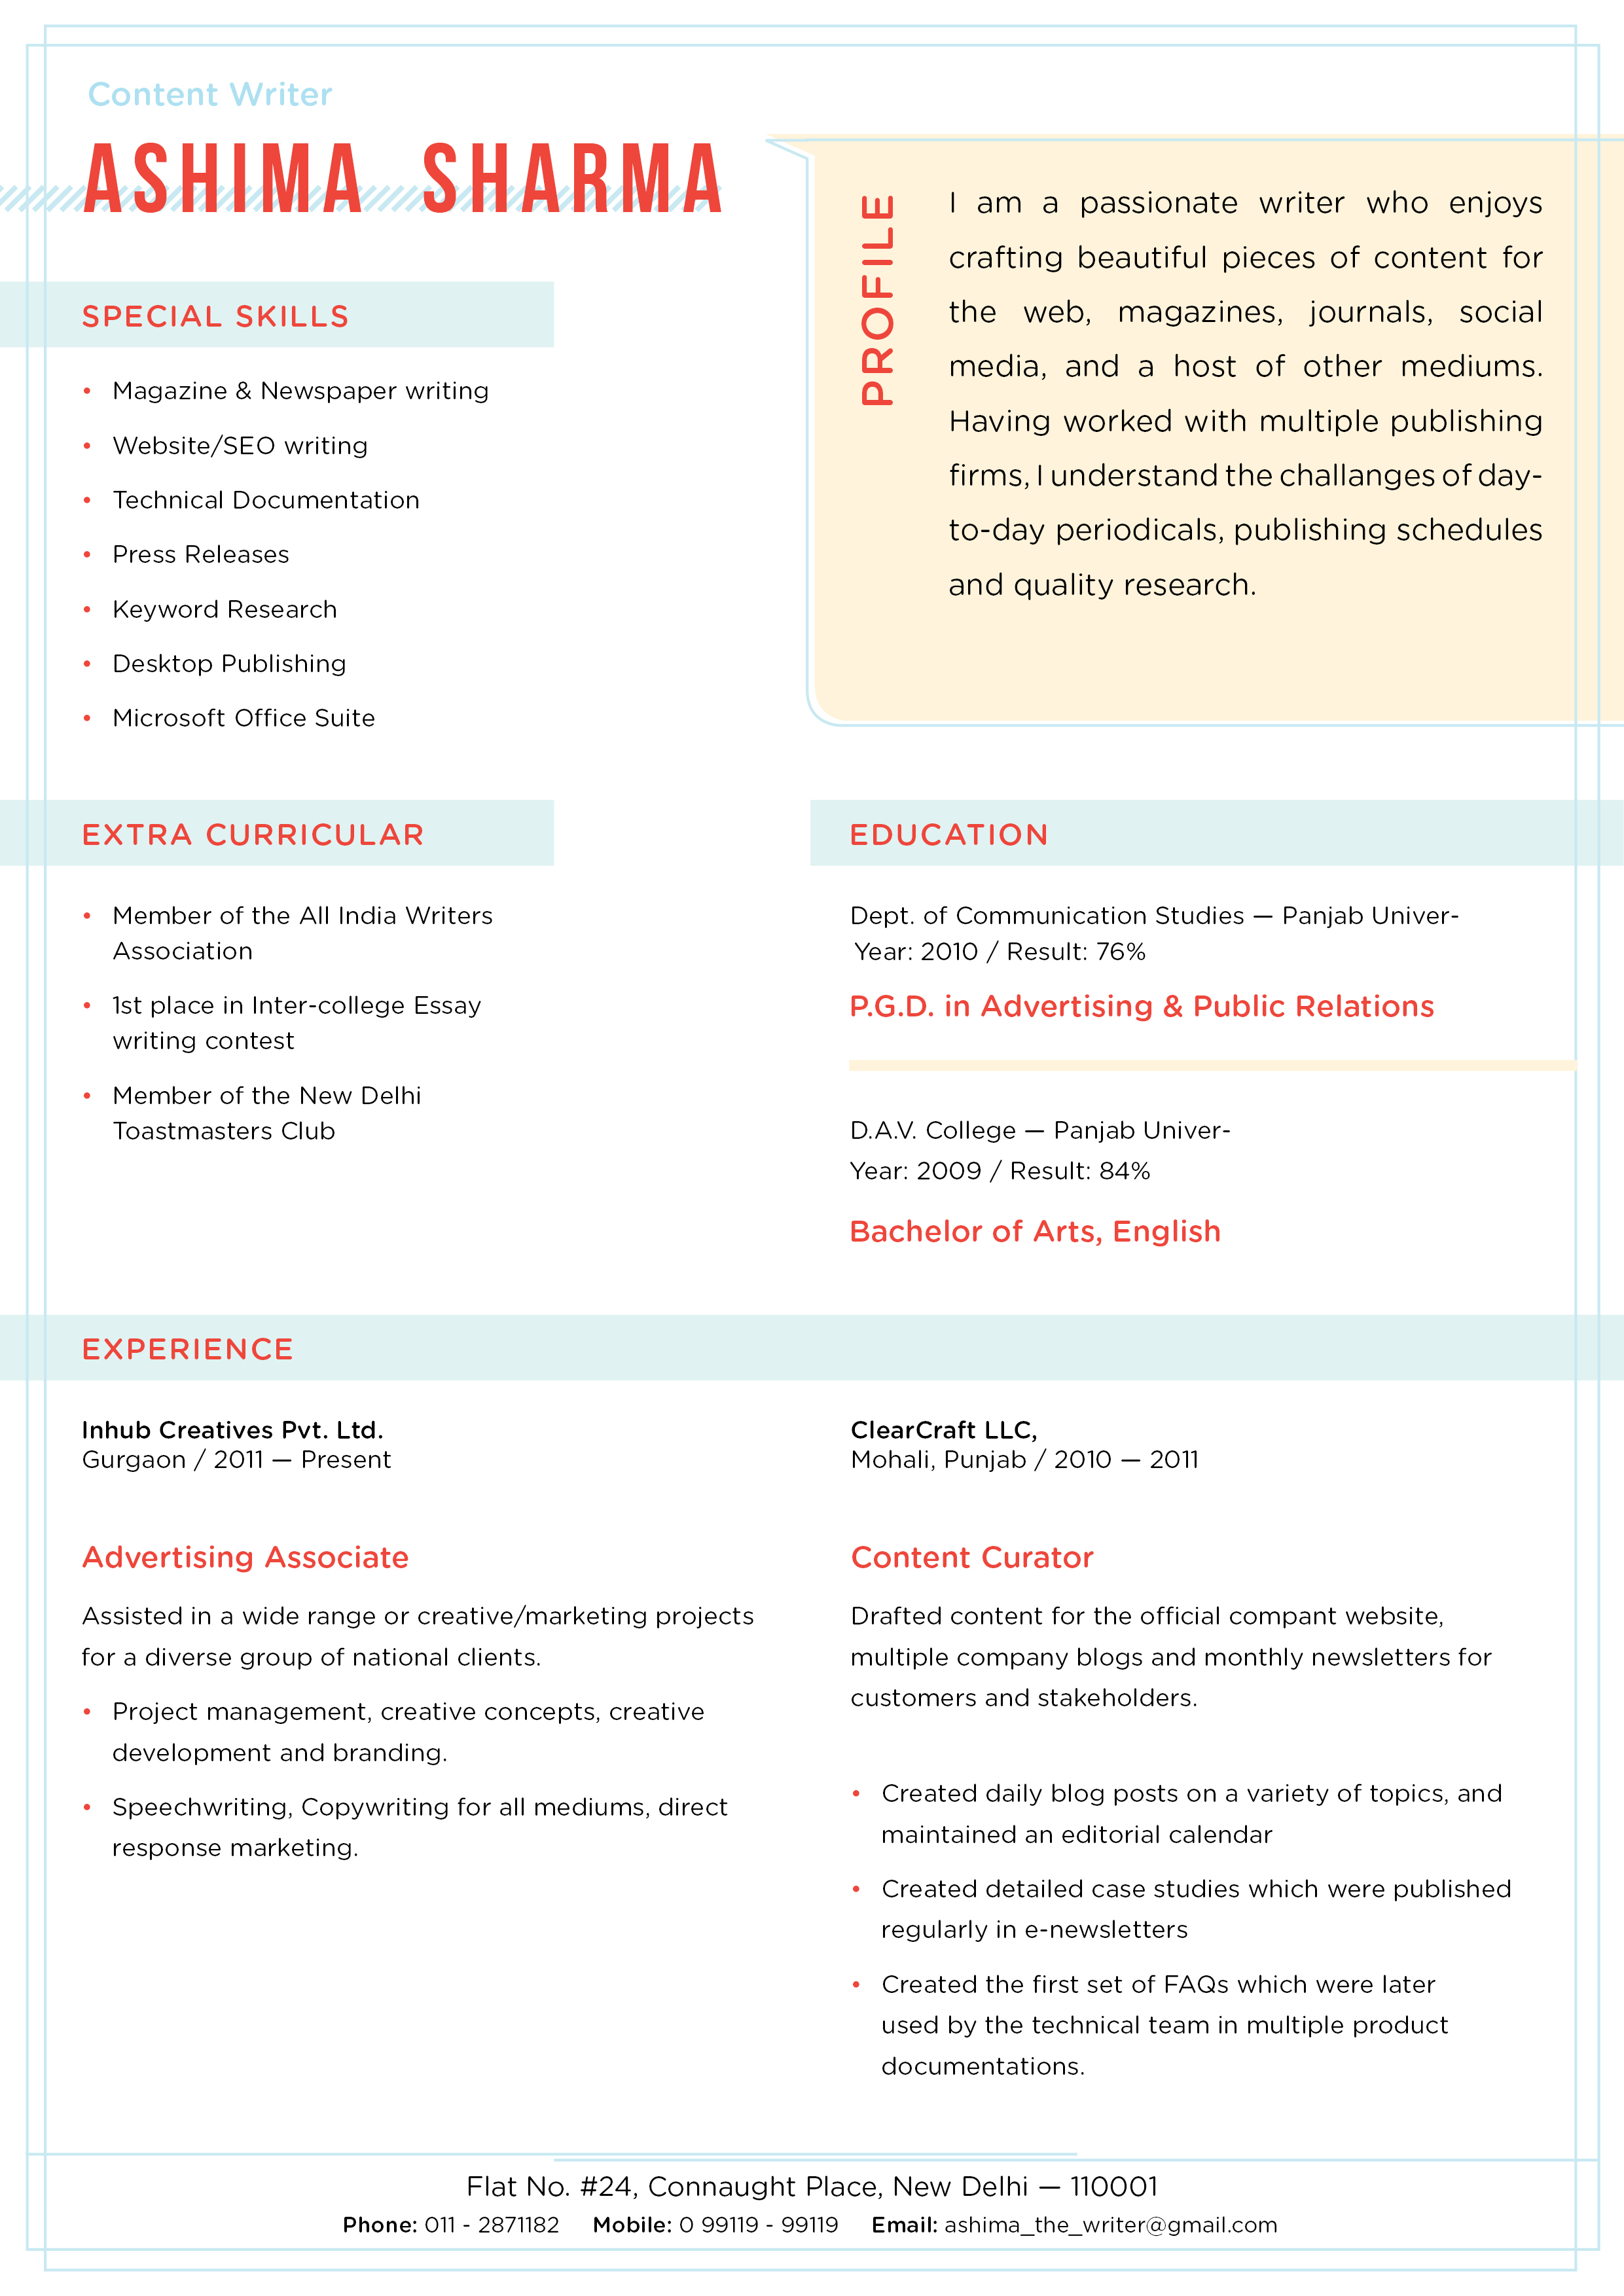 Content Writer
ASHIMA SHARMA
SPECIAL SKILLS
• Magazine & Newspaper writing
• Website/SEO writing
• Technical Documentation
• Press Releases
• Keyword Research
• Desktop Publishing
• Microsoft Office Suite
PROFILE
I am a passionate writer who enjoys
crafting beautiful pieces of content for
the web, magazines, journals, social
media, and a host of other mediums.
Having worked with multiple publishing
firms, I understand the challanges of day-
to-day periodicals, publishing schedules
and quality research.
EXTRA CURRICULAR
• Member of the All India Writers
Association
• 1st place in Inter-college Essay
writing contest
• Member of the New Delhi
Toastmasters Club
EDUCATION
Dept. of Communication Studies — Panjab Univer-
Year: 2010 / Result: 76%
P.G.D. in Advertising & Public Relations
D.A.V. College — Panjab Univer-
Year: 2009 / Result: 84%
Bachelor of Arts, English
EXPERIENCE
Inhub Creatives Pvt. Ltd.
Gurgaon / 2011 — Present
Advertising Associate
Assisted in a wide range or creative/marketing projects
for a diverse group of national clients.
• Project management, creative concepts, creative
development and branding.
• Speechwriting, Copywriting for all mediums, direct
response marketing.
ClearCraft LLC,
Mohali, Punjab / 2010 — 2011
Content Curator
Drafted content for the official compant website,
multiple company blogs and monthly newsletters for
customers and stakeholders.
• Created daily blog posts on a variety of topics, and
maintained an editorial calendar
• Created detailed case studies which were published
regularly in e-newsletters
• Created the first set of FAQs which were later
used by the technical team in multiple product
documentations.
Flat No. #24, Connaught Place, New Delhi — 110001
Phone: 011 - 2871182 Mobile: 0 99119 - 99119 Email: ashima_the_writer@gmail.com